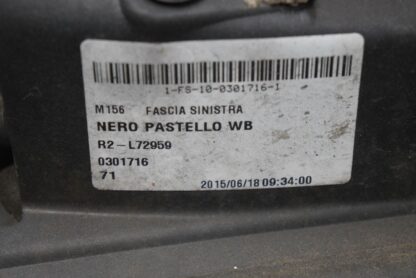 1-FS-10-0301716-1
M156 FASCIA SINISTRA
NERO PASTELLO WB
R2-L72959
0301716
71
2015/06/18 09:34:00